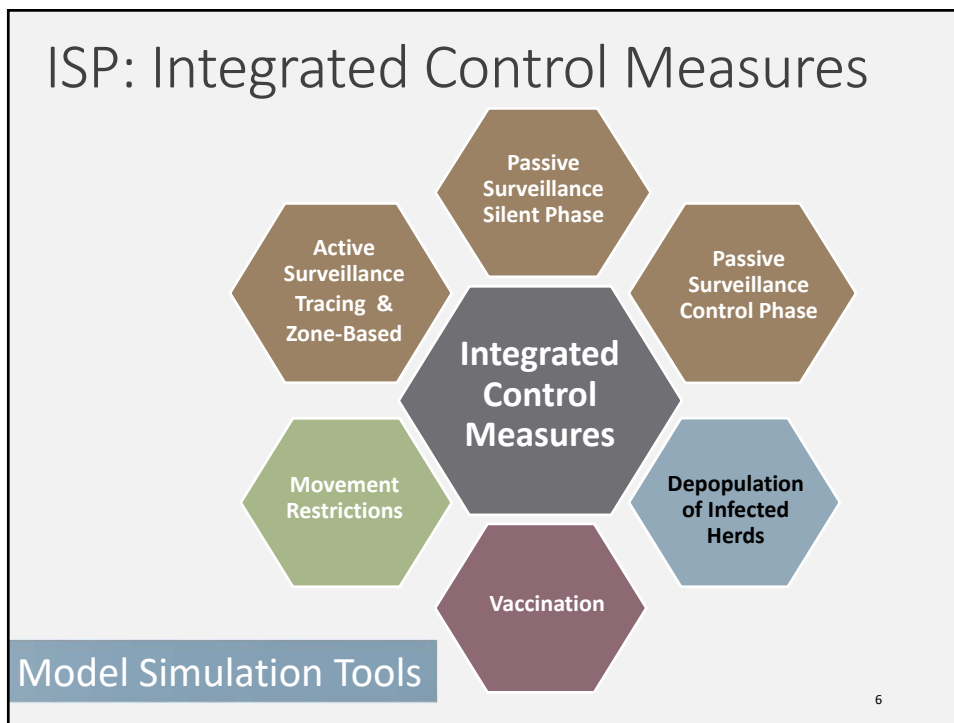 ISP: Integrated Control Measures
Passive
Surveillance
Silent Phase
Active
Surveillance
Tracing &
Zone-Based
Passive
Surveillance
Control Phase
Integrated
Control
Measures
Movement
Restrictions
Depopulation
of Infected
Herds
Vaccination
Model Simulation Tools
6